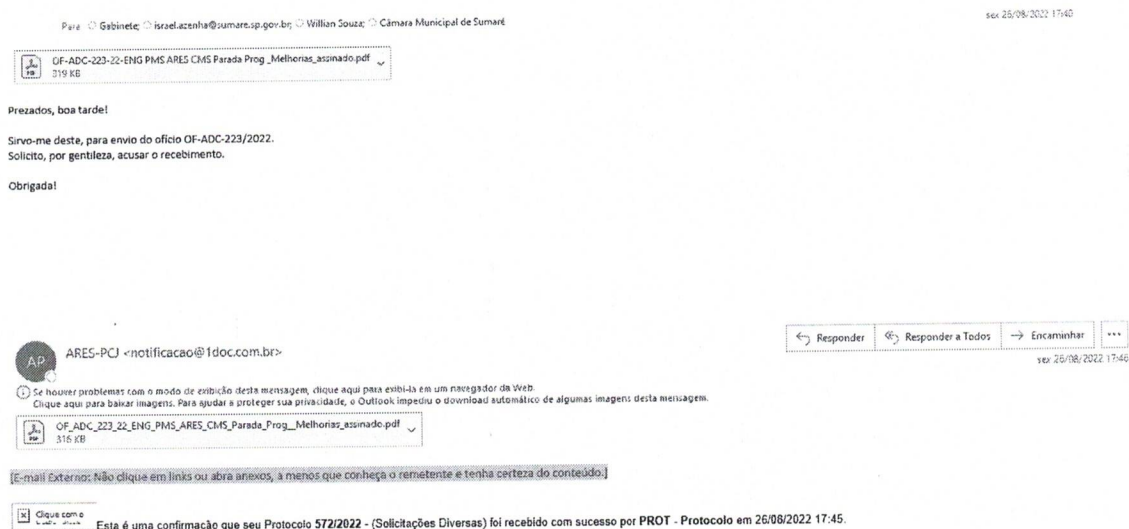 sex 26/08/2022 17:40
Para Gabinete; israel.azenha@sumare.sp.gov.br; Willian Souza; Câmara Municipal de Sumaré
OF-ADC-223-22-ENG PMS ARES CMS Parada Prog _Melhorias_assinado.pdf
319 KB
Prezados, boa tarde!
Sirvo-me deste, para envio do ofício OF-ADC-223/2022.
Solicito, por gentileza, acusar o recebimento.
Obrigada!
Responder Responder a Todos Encaminhar ...
AP ARES-PCJ <notificacao@1doc.com.br>
sex 26/08/2022 17:46
Se houver problemas com o modo de exibição desta mensagem, clique aqui para exibi-la em um navegador da Web.
Clique aqui para baixar imagens. Para ajudar a proteger sua privacidade, o Outlook impediu o download automático de algumas imagens desta mensagem.
OF_ADC_223_22_ENG_PMS_ARES_CMS_Parada_Prog__Melhorias_assinado.pdf
316 KB
[E-mail Externo: Não clique em links ou abra anexos, a menos que conheça o remetente e tenha certeza do conteúdo.]
Clique com o
Esta é uma confirmação que seu Protocolo 572/2022 - (Solicitações Diversas) foi recebido com sucesso por PROT - Protocolo em 26/08/2022 17:45.